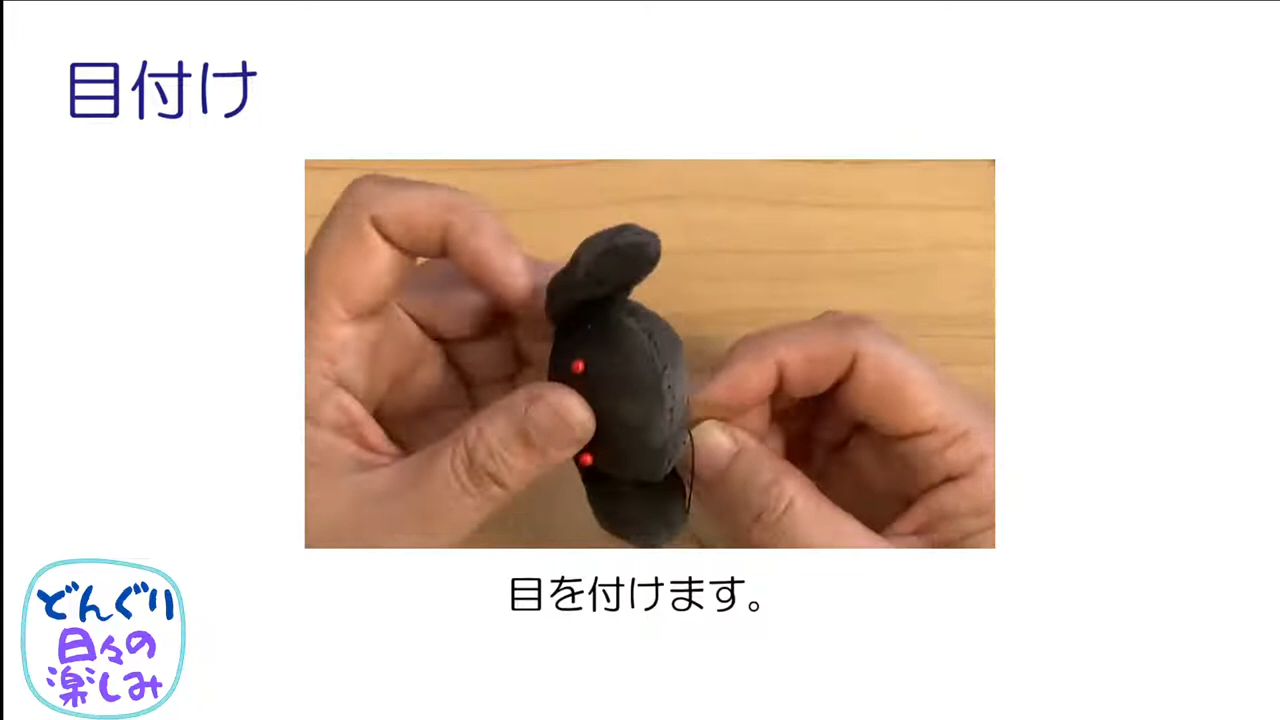 目付け
目を付けます。
どんぐり
日々の
楽しみ